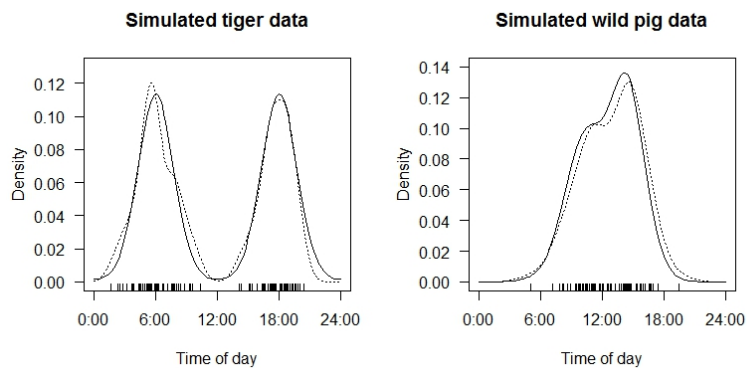 Simulated tiger data
Density
0.12
0.10
0.08
0.06
0.04
0.02
0.00
0:00 6:00 12:00 18:00 24:00
Time of day
Simulated wild pig data
Density
0.14
0.12
0.10
0.08
0.06
0.04
0.02
0.00
0:00 6:00 12:00 18:00 24:00
Time of day